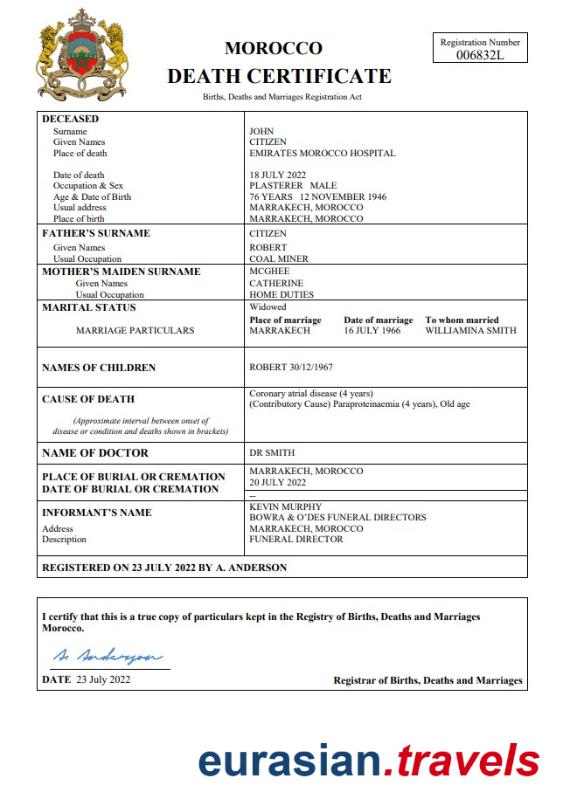 MOROCCO
DEATH CERTIFICATE
Births, Deaths and Marriages Registration Act
Registration Number
006832L
DECEASED
Surname JOHN
Given Names CITIZEN
Place of death EMIRATES MOROCCO HOSPITAL
Date of death 18 JULY 2022
Occupation & Sex PLASTERER MALE
Age & Date of Birth 76 YEARS 12 NOVEMBER 1946
Usual address MARRAKECH, MOROCCO
Place of birth MARRAKECH, MOROCCO
FATHER'S SURNAME CITIZEN
Given Names ROBERT
Usual Occupation COAL MINER
MOTHER'S MAIDEN SURNAME MCGHEE
Given Names CATHERINE
Usual Occupation HOME DUTIES
MARITAL STATUS Widowed
Place of marriage Date of marriage To whom married
MARRIAGE PARTICULARS MARRAKECH 16 JULY 1966 WILLIAMINA SMITH
NAMES OF CHILDREN ROBERT 30/12/1967
CAUSE OF DEATH Coronary atrial disease (4 years)
(Contributory Cause) Paraproteinaemia (4 years), Old age
(Approximate interval between onset of
disease or condition and deaths shown in brackets)
NAME OF DOCTOR DR SMITH
PLACE OF BURIAL OR CREMATION MARRAKECH, MOROCCO
DATE OF BURIAL OR CREMATION 20 JULY 2022
--
INFORMANT'S NAME KEVIN MURPHY
BOWRA & O'DES FUNERAL DIRECTORS
Address MARRAKECH, MOROCCO
Description FUNERAL DIRECTOR
REGISTERED ON 23 JULY 2022 BY A. ANDERSON
I certify that this is a true copy of particulars kept in the Registry of Births, Deaths and Marriages
Morocco.
A. Anderson
DATE 23 July 2022 Registrar of Births, Deaths and Marriages
eurasian.travels